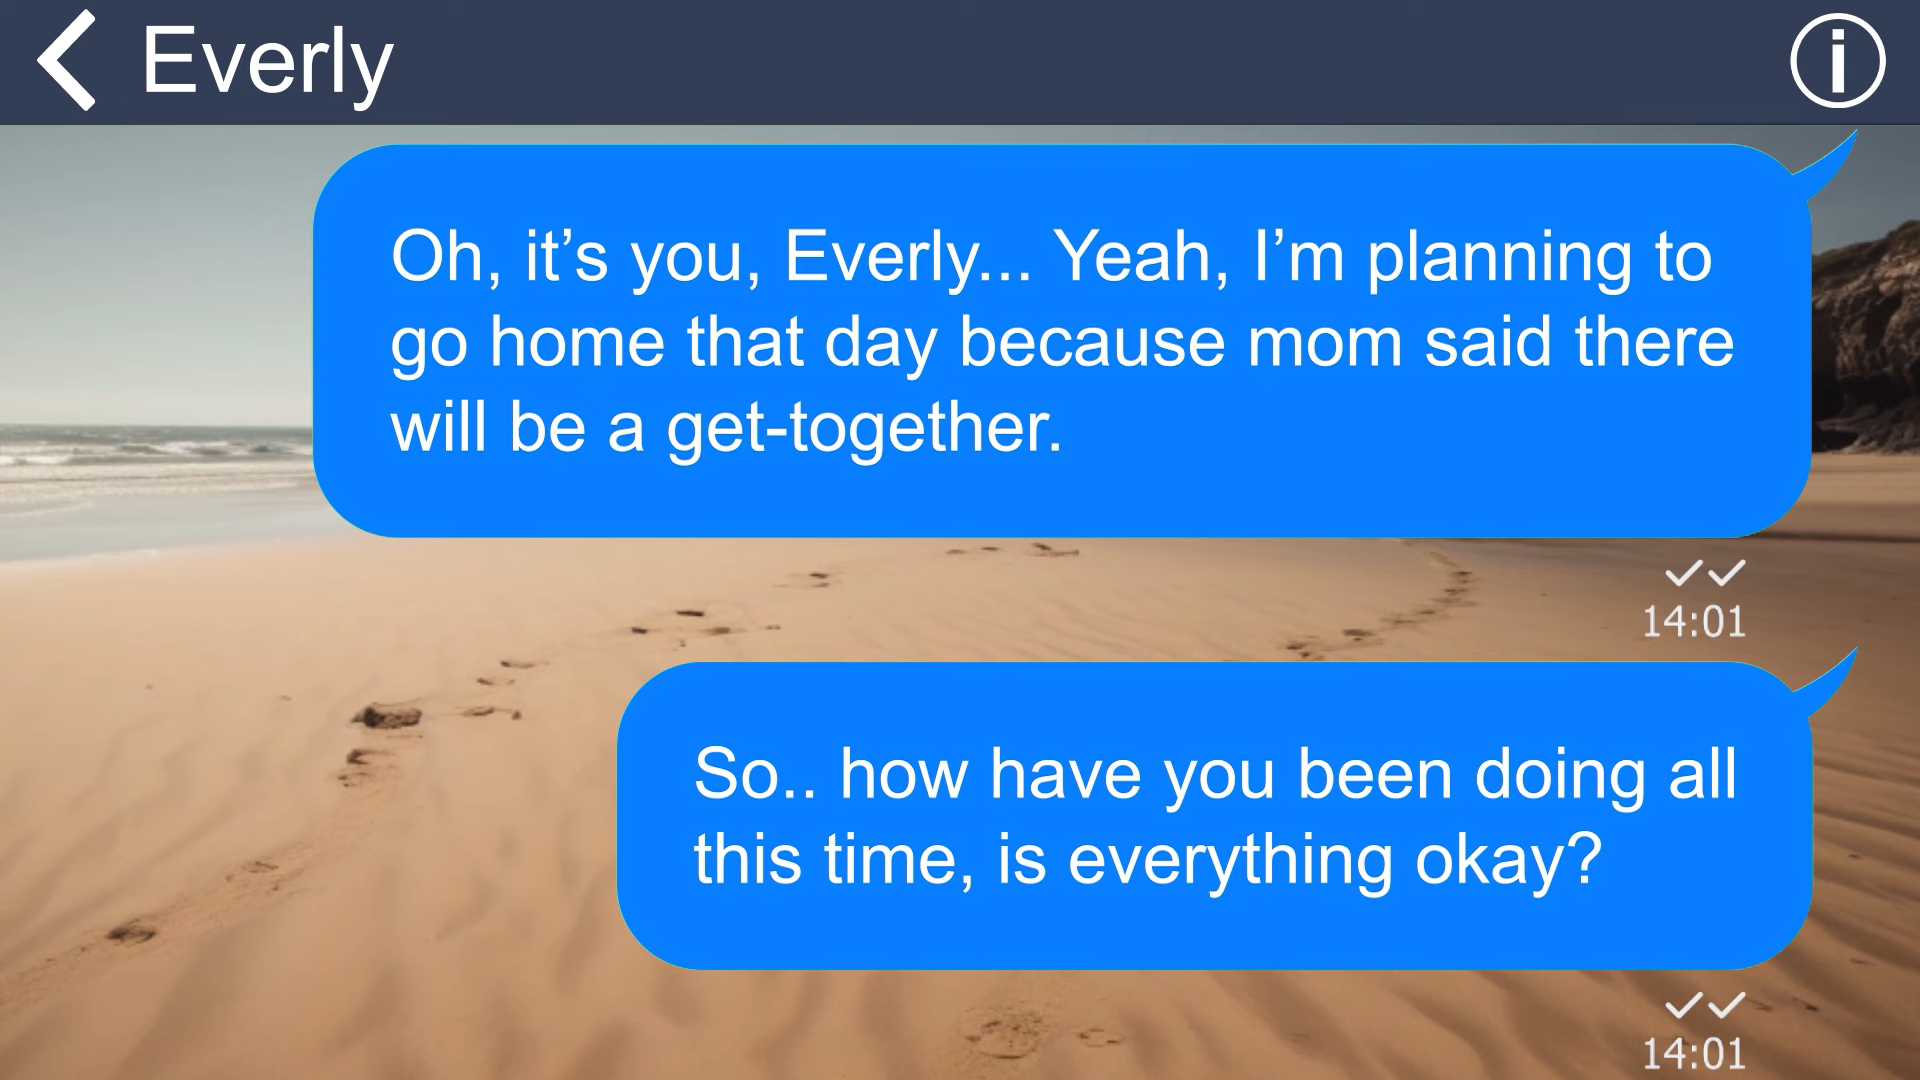 Everly
Oh, it’s you, Everly... Yeah, I’m planning to
go home that day because mom said there
will be a get-together.
14:01
So.. how have you been doing all
this time, is everything okay?
14:01